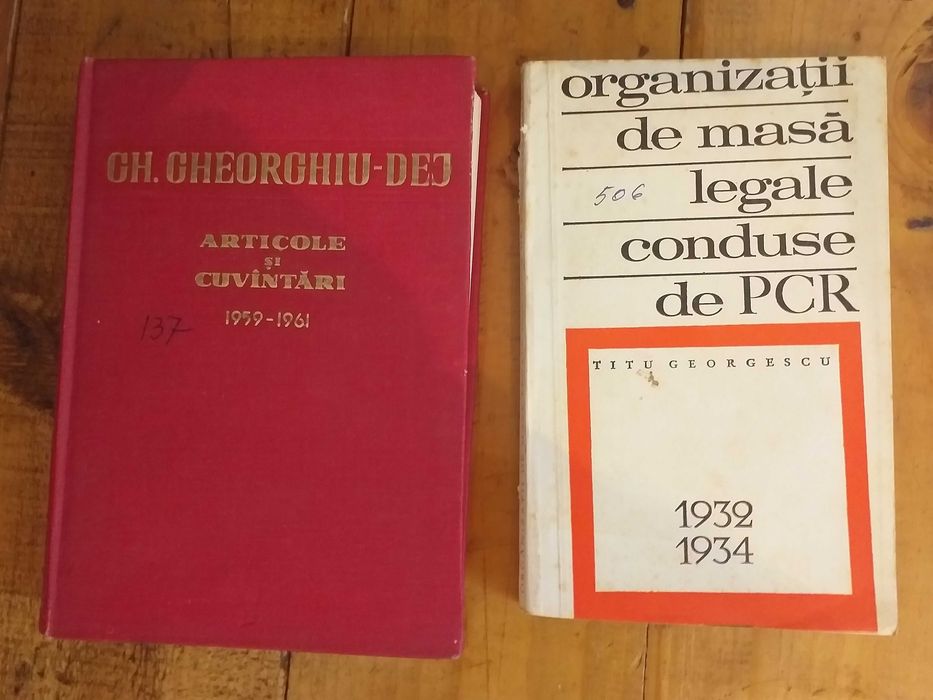 GH. GHEORGHIU-DEJ
ARTICOLE
ȘI
CUVÎNTĂRI
1959-1961
137
organizații
de masă
506 legale
conduse
de PCR
TITU GEORGESCU
1932
1934